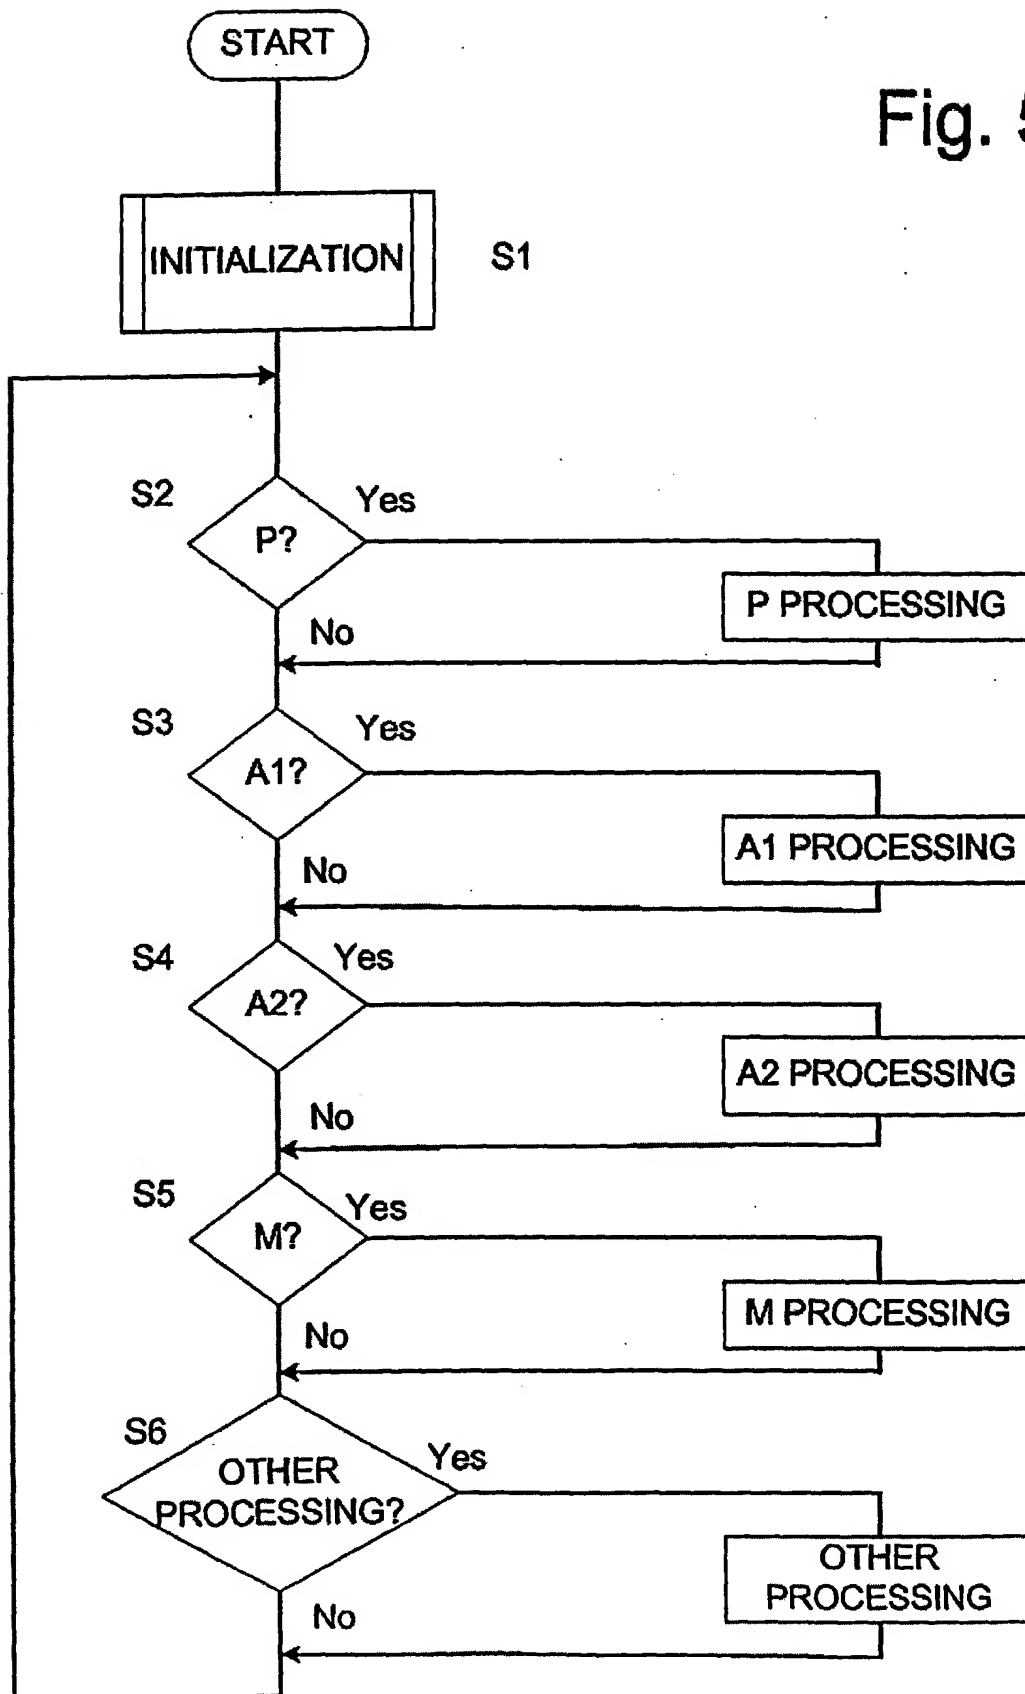 START
Fig. 5
INITIALIZATION
S1
S2
P?
Yes
P PROCESSING
No
S3
A1?
Yes
A1 PROCESSING
No
S4
A2?
Yes
A2 PROCESSING
No
S5
M?
Yes
M PROCESSING
No
S6
OTHER
PROCESSING?
Yes
OTHER
PROCESSING
No